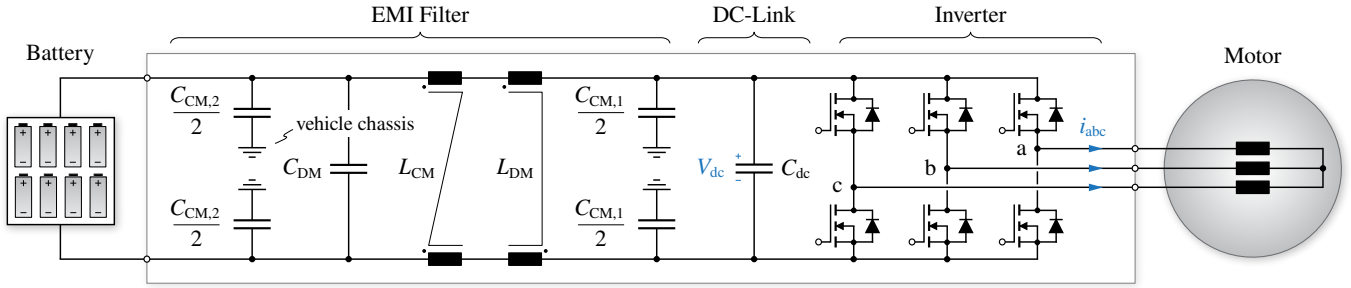 EMI Filter
DC-Link
Inverter
Battery
Motor
C_CM,2 / 2
C_CM,1 / 2
vehicle chassis
C_DM
L_CM
L_DM
V_dc
+
−
C_dc
i_abc
a
b
c
C_CM,2 / 2
C_CM,1 / 2
+ + + +
− − − −
+ + + +
− − − −